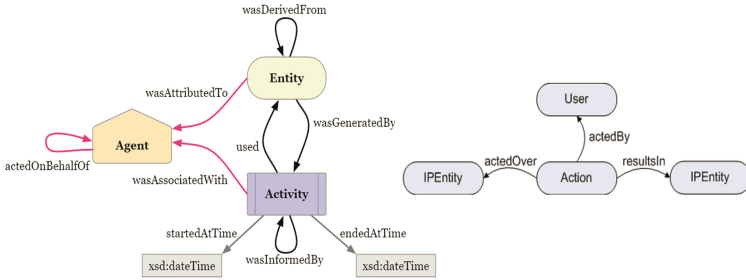 wasDerivedFrom
Entity
wasAttributedTo
wasGeneratedBy
Agent
used
actedOnBehalfOf
wasAssociatedWith
Activity
startedAtTime
endedAtTime
wasInformedBy
xsd:dateTime
xsd:dateTime
User
actedBy
actedOver
resultsIn
IPEntity
Action
IPEntity